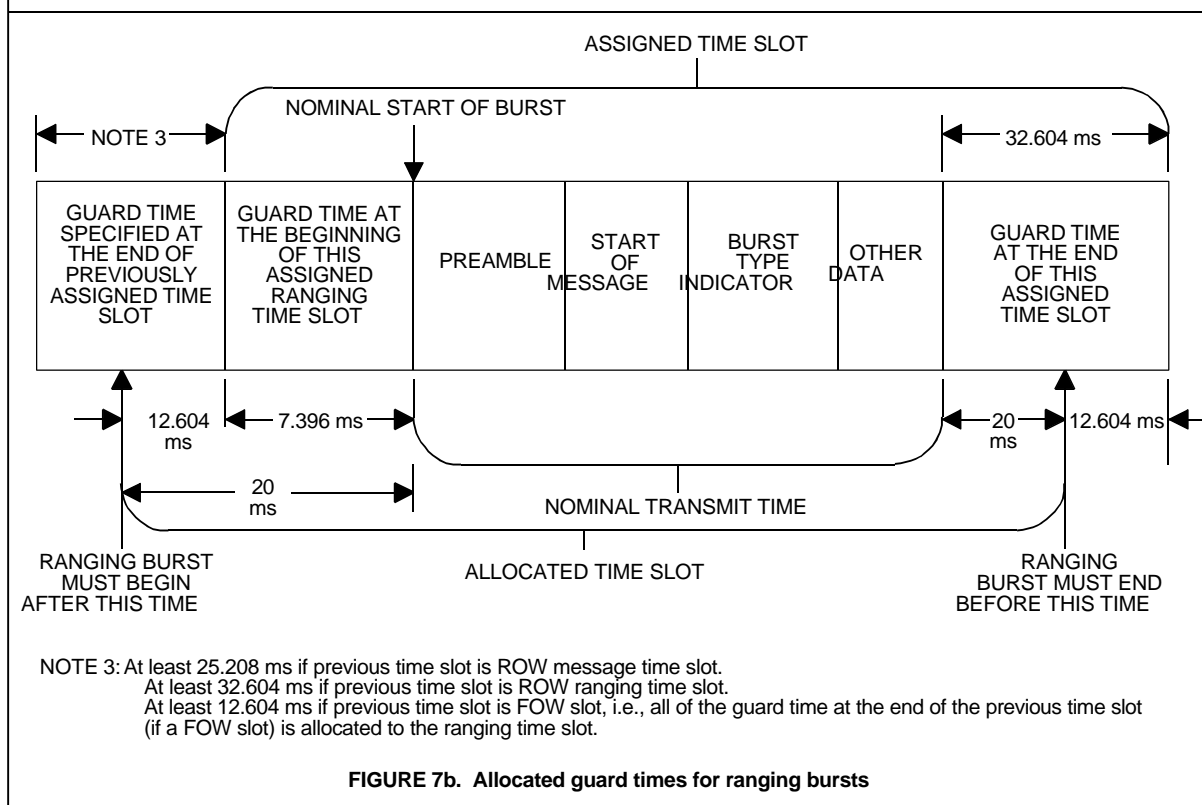 ASSIGNED TIME SLOT
NOMINAL START OF BURST
NOTE 3
32.604 ms
GUARD TIME
SPECIFIED AT
THE END OF
PREVIOUSLY
ASSIGNED TIME
SLOT
GUARD TIME AT
THE BEGINNING
OF THIS
ASSIGNED
RANGING
TIME SLOT
PREAMBLE
START
OF
MESSAGE
BURST
TYPE
INDICATOR
OTHER
DATA
GUARD TIME
AT THE END
OF THIS
ASSIGNED
TIME SLOT
12.604
ms
7.396 ms
20
ms
12.604 ms
20
ms
NOMINAL TRANSMIT TIME
RANGING BURST
MUST BEGIN
AFTER THIS TIME
ALLOCATED TIME SLOT
RANGING
BURST MUST END
BEFORE THIS TIME
NOTE 3: At least 25.208 ms if previous time slot is ROW message time slot.
At least 32.604 ms if previous time slot is ROW ranging time slot.
At least 12.604 ms if previous time slot is FOW slot, i.e., all of the guard time at the end of the previous time slot
(if a FOW slot) is allocated to the ranging time slot.
FIGURE 7b. Allocated guard times for ranging bursts